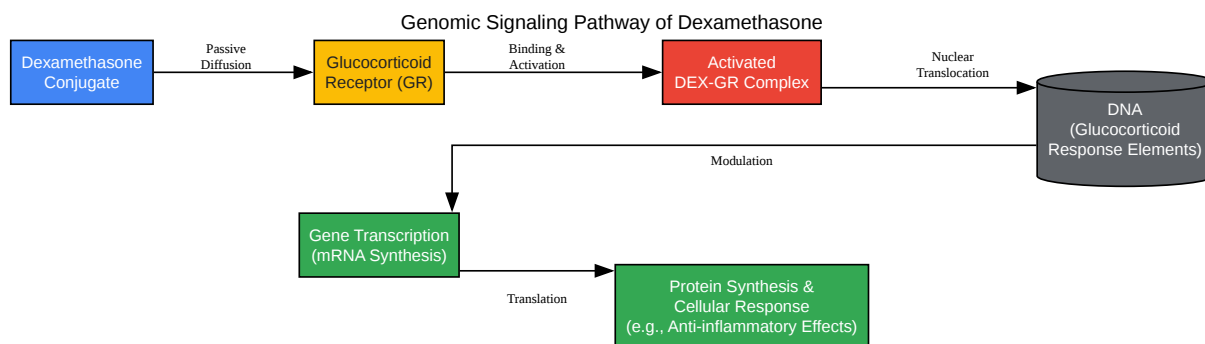 Genomic Signaling Pathway of Dexamethasone
Dexamethasone
Conjugate
Passive
Diffusion
Glucocorticoid
Receptor (GR)
Binding &
Activation
Activated
DEX-GR Complex
Nuclear
Translocation
DNA
(Glucocorticoid
Response Elements)
Modulation
Gene Transcription
(mRNA Synthesis)
Translation
Protein Synthesis &
Cellular Response
(e.g., Anti-inflammatory Effects)